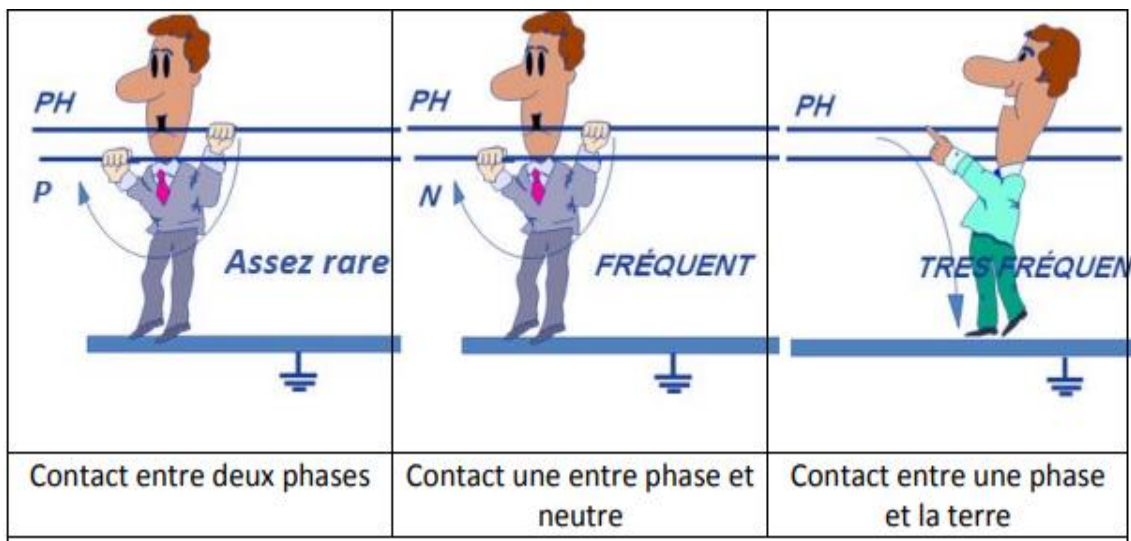 PH
P
Assez rare
PH
N
FRÉQUENT
PH
TRES FRÉQUEN
Contact entre deux phases
Contact une entre phase et
neutre
Contact entre une phase
et la terre